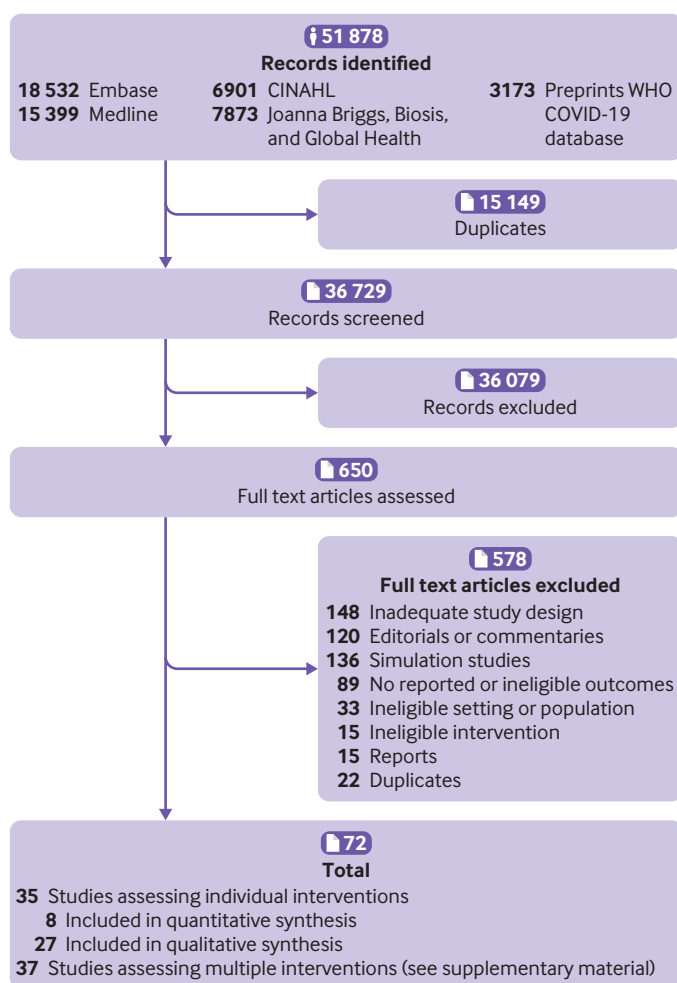 51 878
Records identified
18 532 Embase
15 399 Medline
6901 CINAHL
7873 Joanna Briggs, Biosis,
and Global Health
3173 Preprints WHO
COVID-19
database
15 149
Duplicates
36 729
Records screened
36 079
Records excluded
650
Full text articles assessed
578
Full text articles excluded
148 Inadequate study design
120 Editorials or commentaries
136 Simulation studies
89 No reported or ineligible outcomes
33 Ineligible setting or population
15 Ineligible intervention
15 Reports
22 Duplicates
72
Total
35 Studies assessing individual interventions
8 Included in quantitative synthesis
27 Included in qualitative synthesis
37 Studies assessing multiple interventions (see supplementary material)